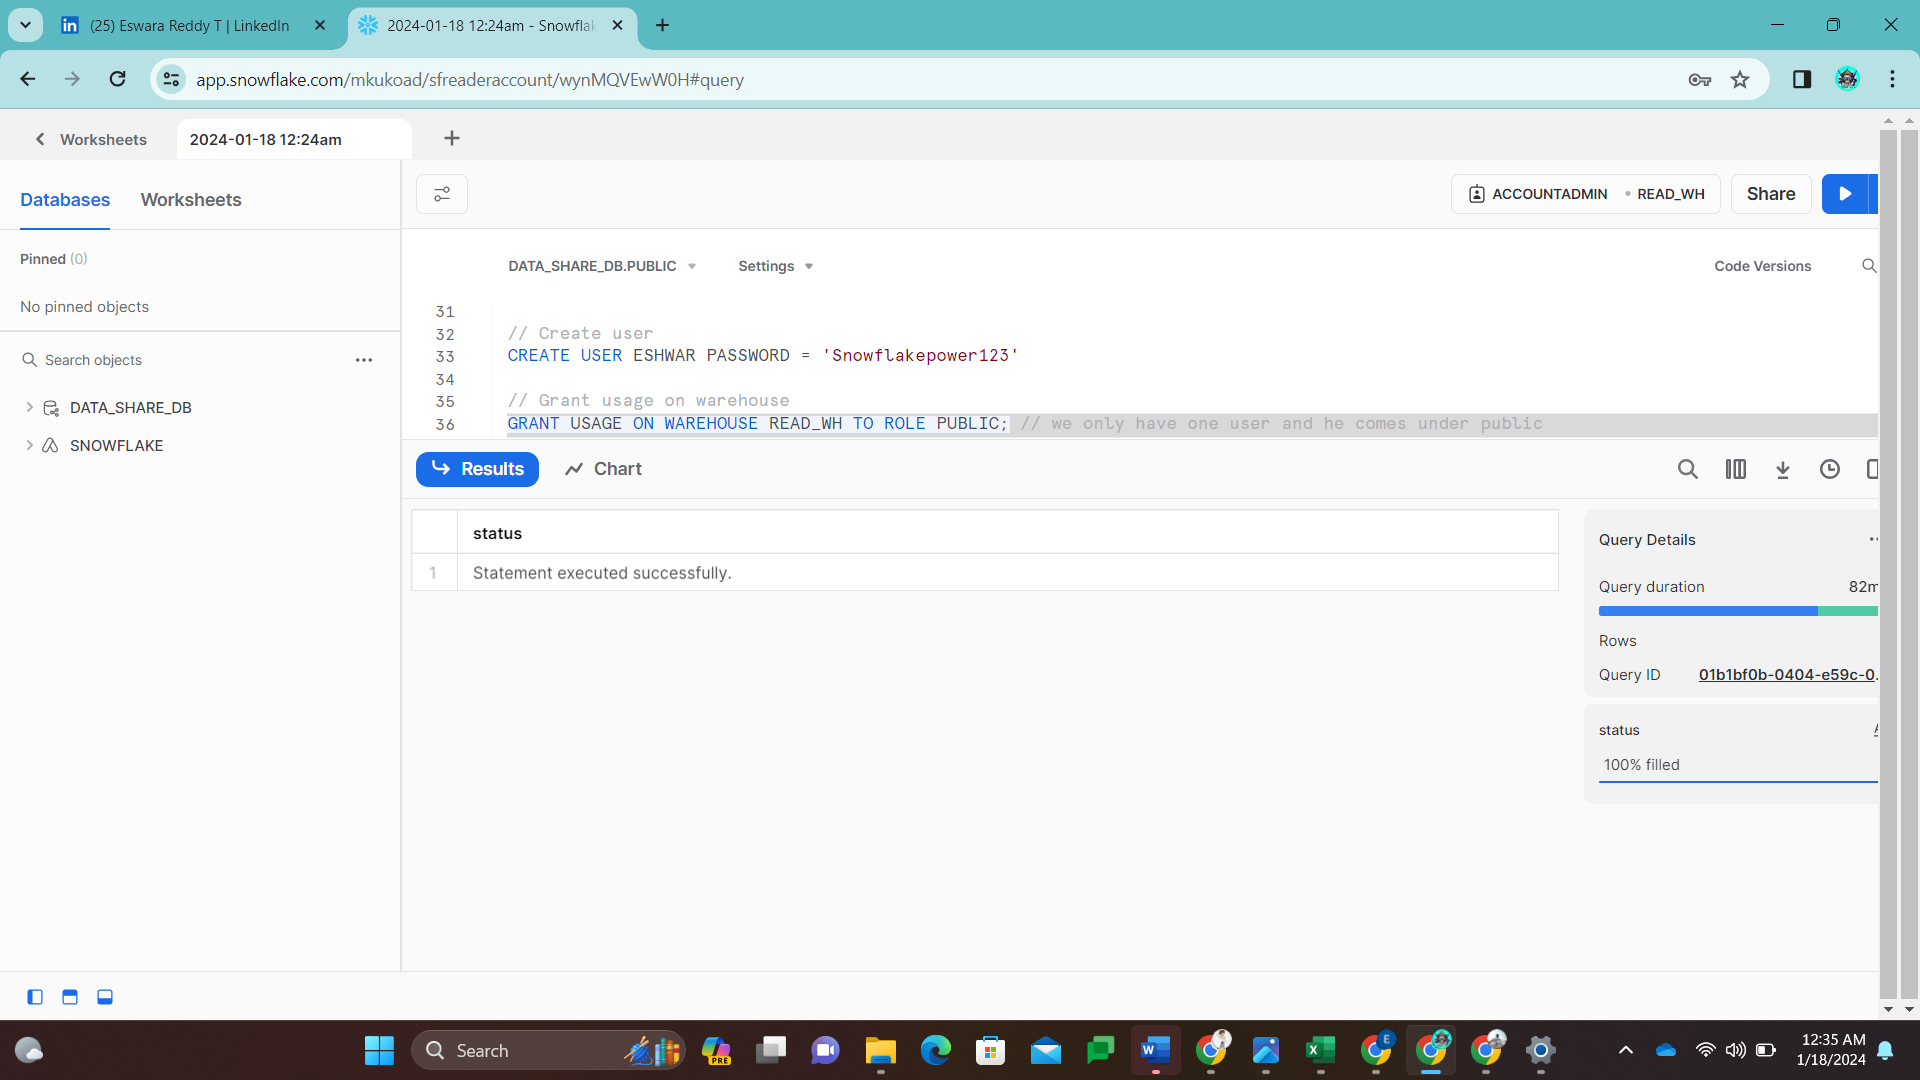 (25) Eswara Reddy T | LinkedIn
2024-01-18 12:24am - Snowflak
app.snowflake.com/mkukoad/sfreaderaccount/wynMQVEwW0H#query
Worksheets
2024-01-18 12:24am
Databases
Worksheets
ACCOUNTADMIN
READ_WH
Share
Pinned (0)
No pinned objects
Search objects
DATA_SHARE_DB
SNOWFLAKE
DATA_SHARE_DB.PUBLIC
Settings
Code Versions
31
32 // Create user
33 CREATE USER ESHWAR PASSWORD = 'Snowflakepower123'
34
35 // Grant usage on warehouse
36 GRANT USAGE ON WAREHOUSE READ_WH TO ROLE PUBLIC; // we only have one user and he comes under public
Results
Chart
status
1 Statement executed successfully.
Query Details
Query duration 82m
Rows
Query ID 01b1bf0b-0404-e59c-0.
status
100% filled
Search
PRE
12:35 AM
1/18/2024